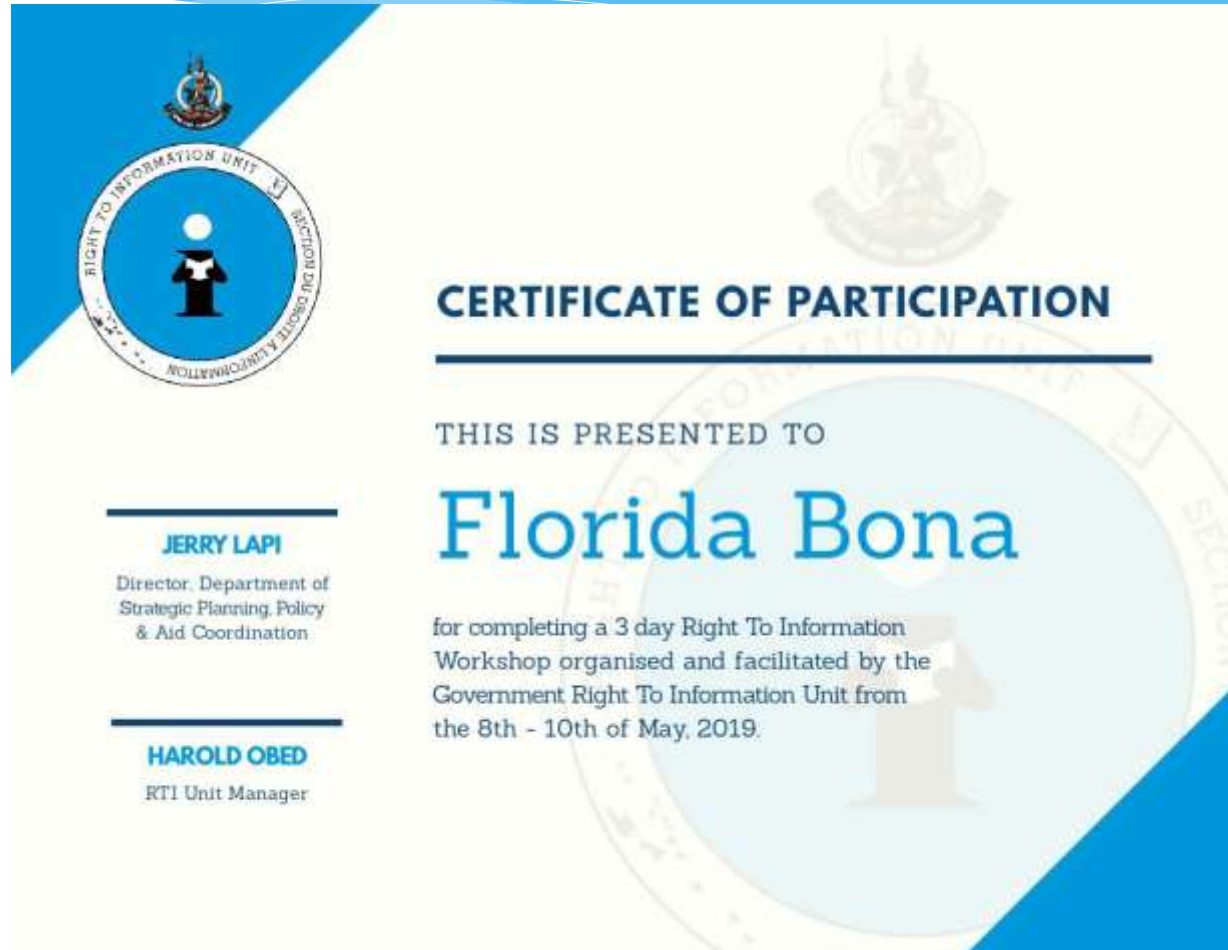 RIGHT TO INFORMATION UNIT
SECTION DU DROITE A L'INFORMATION
CERTIFICATE OF PARTICIPATION
THIS IS PRESENTED TO
Florida Bona
for completing a 3 day Right To Information
Workshop organised and facilitated by the
Government Right To Information Unit from
the 8th - 10th of May, 2019.
JERRY LAPI
Director, Department of
Strategic Planning, Policy
& Aid Coordination
HAROLD OBED
RTI Unit Manager